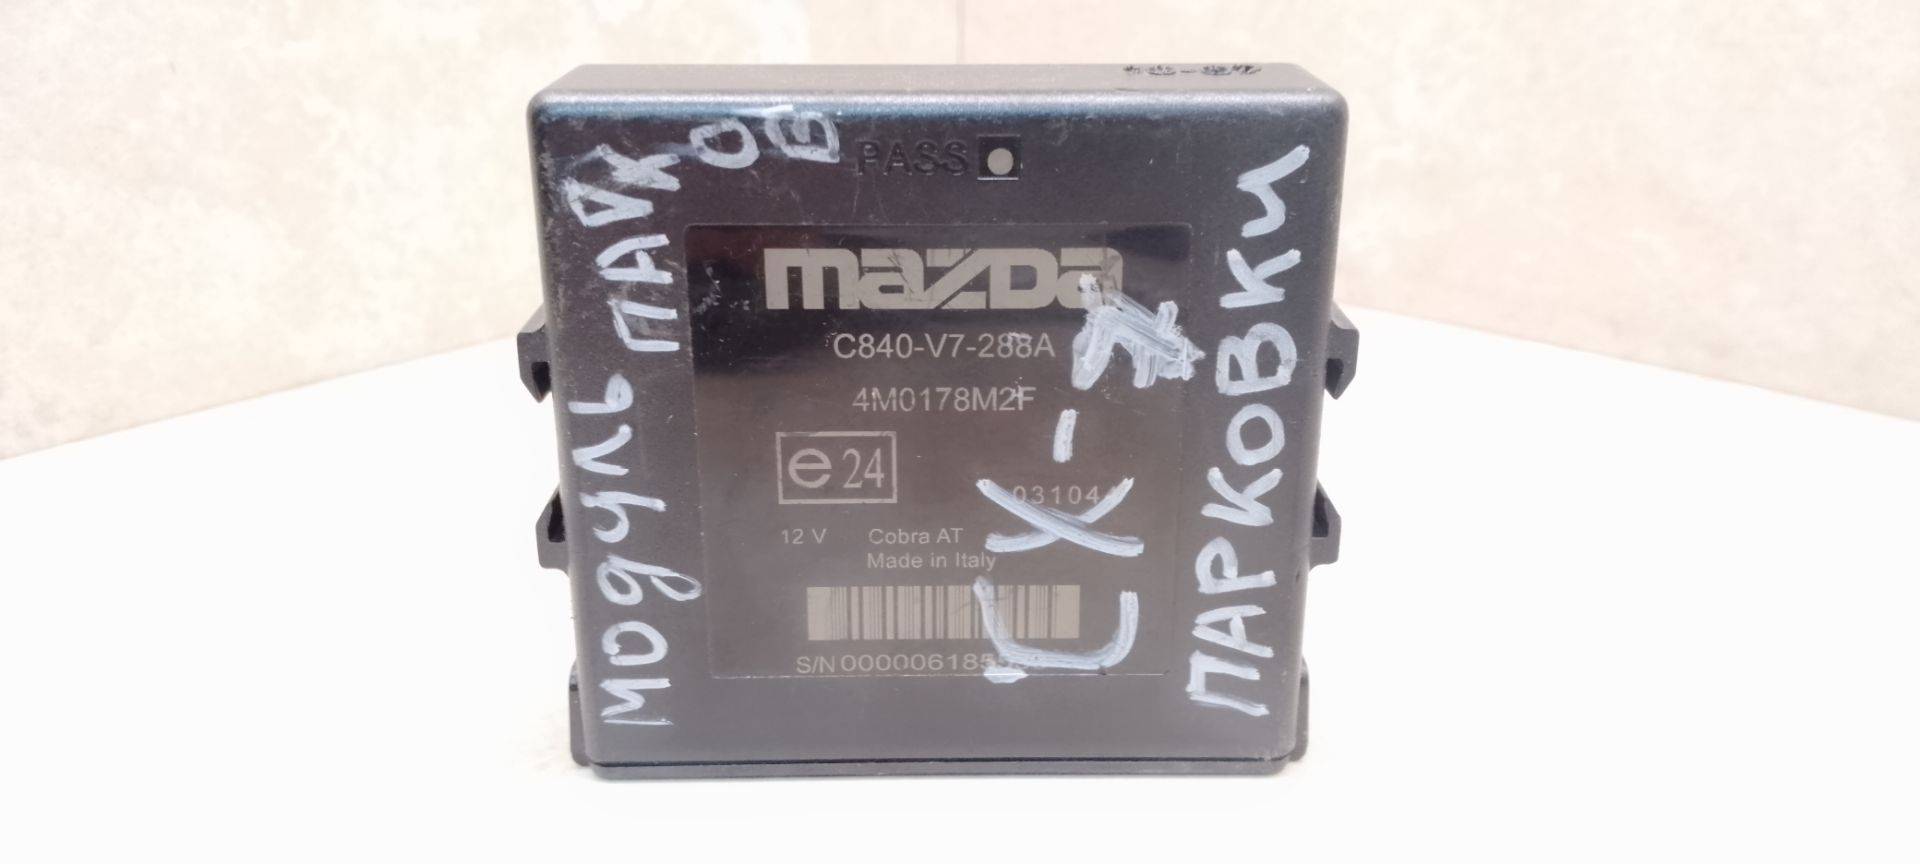 PASS
mazda
C840-V7-288A
4M0178M2F
e24
12 V Cobra AT
Made in Italy
модуль парков
CX-7
ПАРКОВКИ